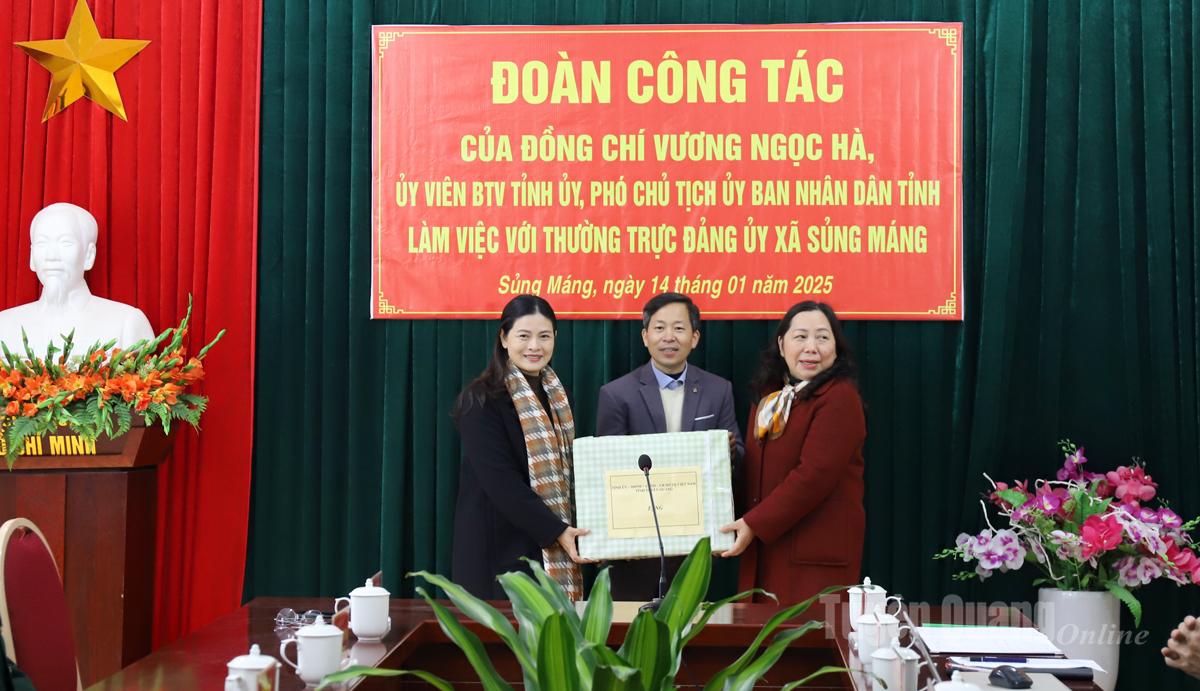 ĐOÀN CÔNG TÁC
CỦA ĐỒNG CHÍ VƯƠNG NGỌC HÀ,
ỦY VIÊN BTV TỈNH ỦY, PHÓ CHỦ TỊCH ỦY BAN NHÂN DÂN TỈNH
LÀM VIỆC VỚI THƯỜNG TRỰC ĐẢNG ỦY XÃ SỦNG MÁNG
Sủng Máng, ngày 14 tháng 01 năm 2025
CHÍ MINH
TẶNG
Tuyên Quang Online